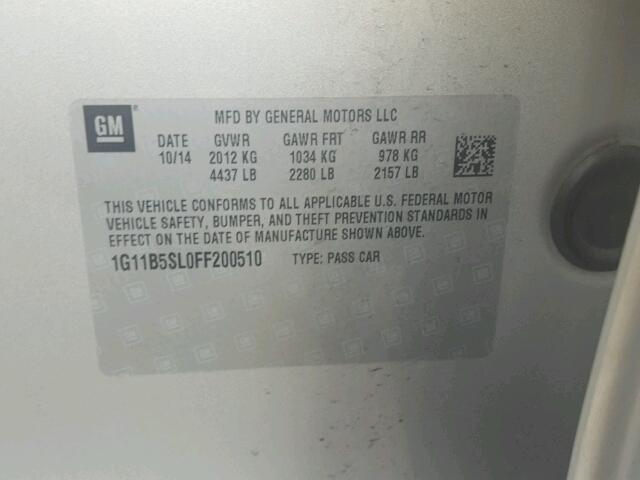 GM
MFD BY GENERAL MOTORS LLC
DATE GVWR GAWR FRT GAWR RR
10/14 2012 KG 1034 KG 978 KG
4437 LB 2280 LB 2157 LB
THIS VEHICLE CONFORMS TO ALL APPLICABLE U.S. FEDERAL MOTOR
VEHICLE SAFETY, BUMPER, AND THEFT PREVENTION STANDARDS IN
EFFECT ON THE DATE OF MANUFACTURE SHOWN ABOVE.
1G11B5SL0FF200510 TYPE: PASS CAR